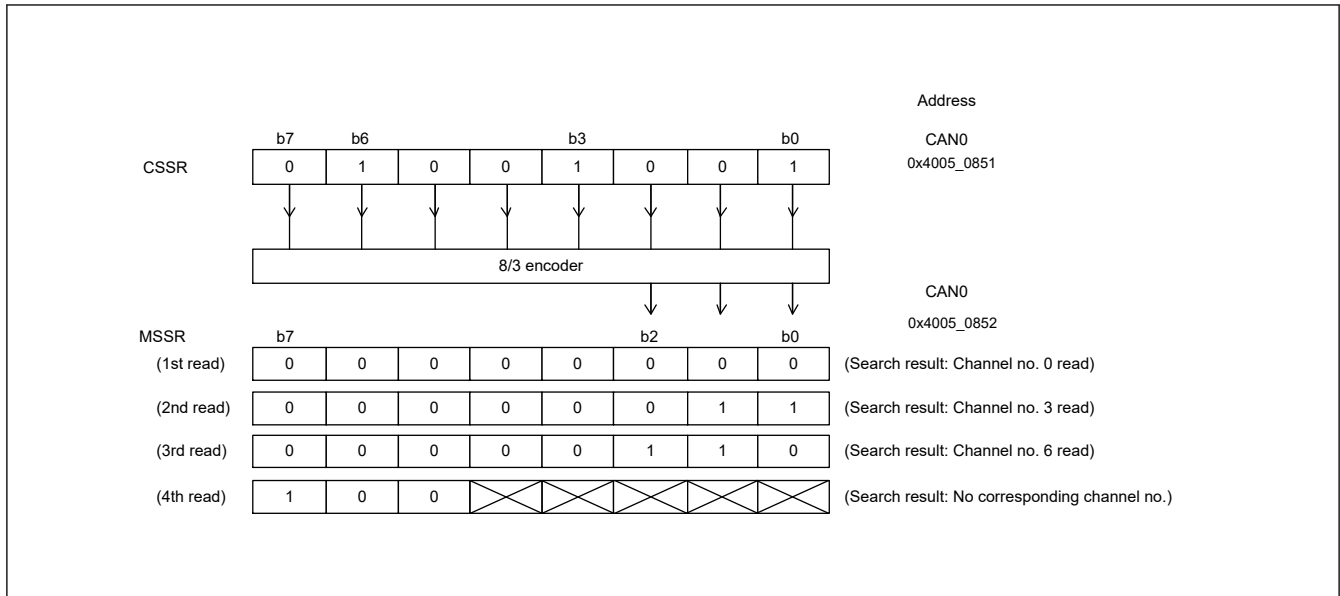 Address
b7 b6 b3 b0 CAN0
CSSR 0 1 0 0 1 0 0 1 0x4005_0851
8/3 encoder
CAN0
0x4005_0852
MSSR b7 b2 b0
(1st read) 0 0 0 0 0 0 0 0 (Search result: Channel no. 0 read)
(2nd read) 0 0 0 0 0 0 1 1 (Search result: Channel no. 3 read)
(3rd read) 0 0 0 0 0 1 1 0 (Search result: Channel no. 6 read)
(4th read) 1 0 0 (Search result: No corresponding channel no.)